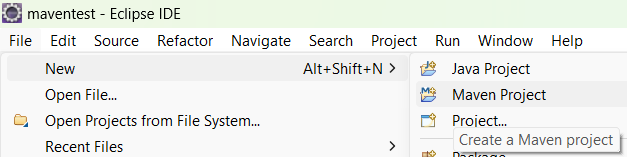 maventest - Eclipse IDE
File Edit Source Refactor Navigate Search Project Run Window Help
New Alt+Shift+N > Java Project
Open File... Maven Project
Open Projects from File System... Project...
Create a Maven project
Recent Files > Package